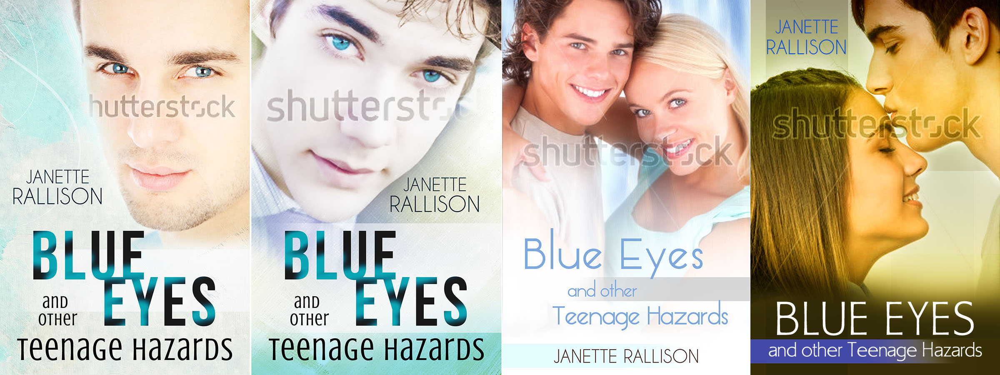 hutterstock
JANETTE
RALLISON
BLUE
EYES
AND
OTHER
TEENAGE HAZARDS
shutterstoc
JANETTE
RALLISON
BLUE
EYES
AND
OTHER
TEENAGE HAZARDS
shutterstock
Blue Eyes
and other
Teenage Hazards
JANETTE RALLISON
JANETTE
RALLISON
shutterstock
BLUE EYES
and other Teenage Hazards